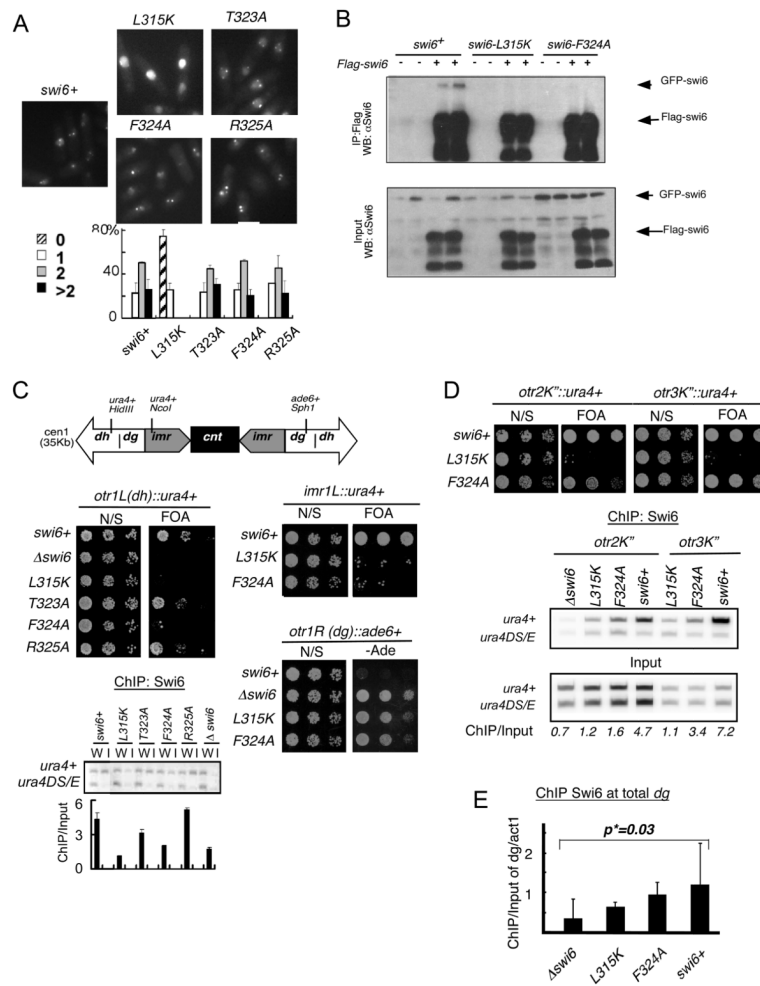 A
L315K
T323A
swi6+
F324A
R325A
0
1
2
>2
80%
40
0
swi6+
L315K
T323A
F324A
R325A
B
swi6+
swi6-L315K
swi6-F324A
Flag-swi6
- - + + - - + + - - + +
IP:Flag
WB: αSwi6
GFP-swi6
Flag-swi6
Input
WB: αSwi6
GFP-swi6
Flag-swi6
C
ura4+
HidIII
ura4+
NcoI
ade6+
Sph1
cen1
(35Kb)
dh
dg
imr
cnt
imr
dg
dh
otr1L(dh)::ura4+
N/S
FOA
swi6+
Δswi6
L315K
T323A
F324A
R325A
imr1L::ura4+
N/S
FOA
swi6+
L315K
F324A
otr1R (dg)::ade6+
N/S
-Ade
swi6+
Δswi6
L315K
F324A
ChIP: Swi6
swi6+
L315K
T323A
F324A
R325A
Δ swi6
W I W I W I W I W I W I
ura4+
ura4DS/E
ChIP/Input
6
3
0
D
otr2K”::ura4+
otr3K”::ura4+
N/S
FOA
N/S
FOA
swi6+
L315K
F324A
ChIP: Swi6
otr2K”
otr3K”
Δswi6
L315K
F324A
swi6+
L315K
F324A
swi6+
ura4+
ura4DS/E
Input
ura4+
ura4DS/E
ChIP/Input 0.7 1.2 1.6 4.7 1.1 3.4 7.2
E
ChIP Swi6 at total dg
p*=0.03
ChIP/Input of dg/act1
2
1
Δswi6
L315K
F324A
swi6+